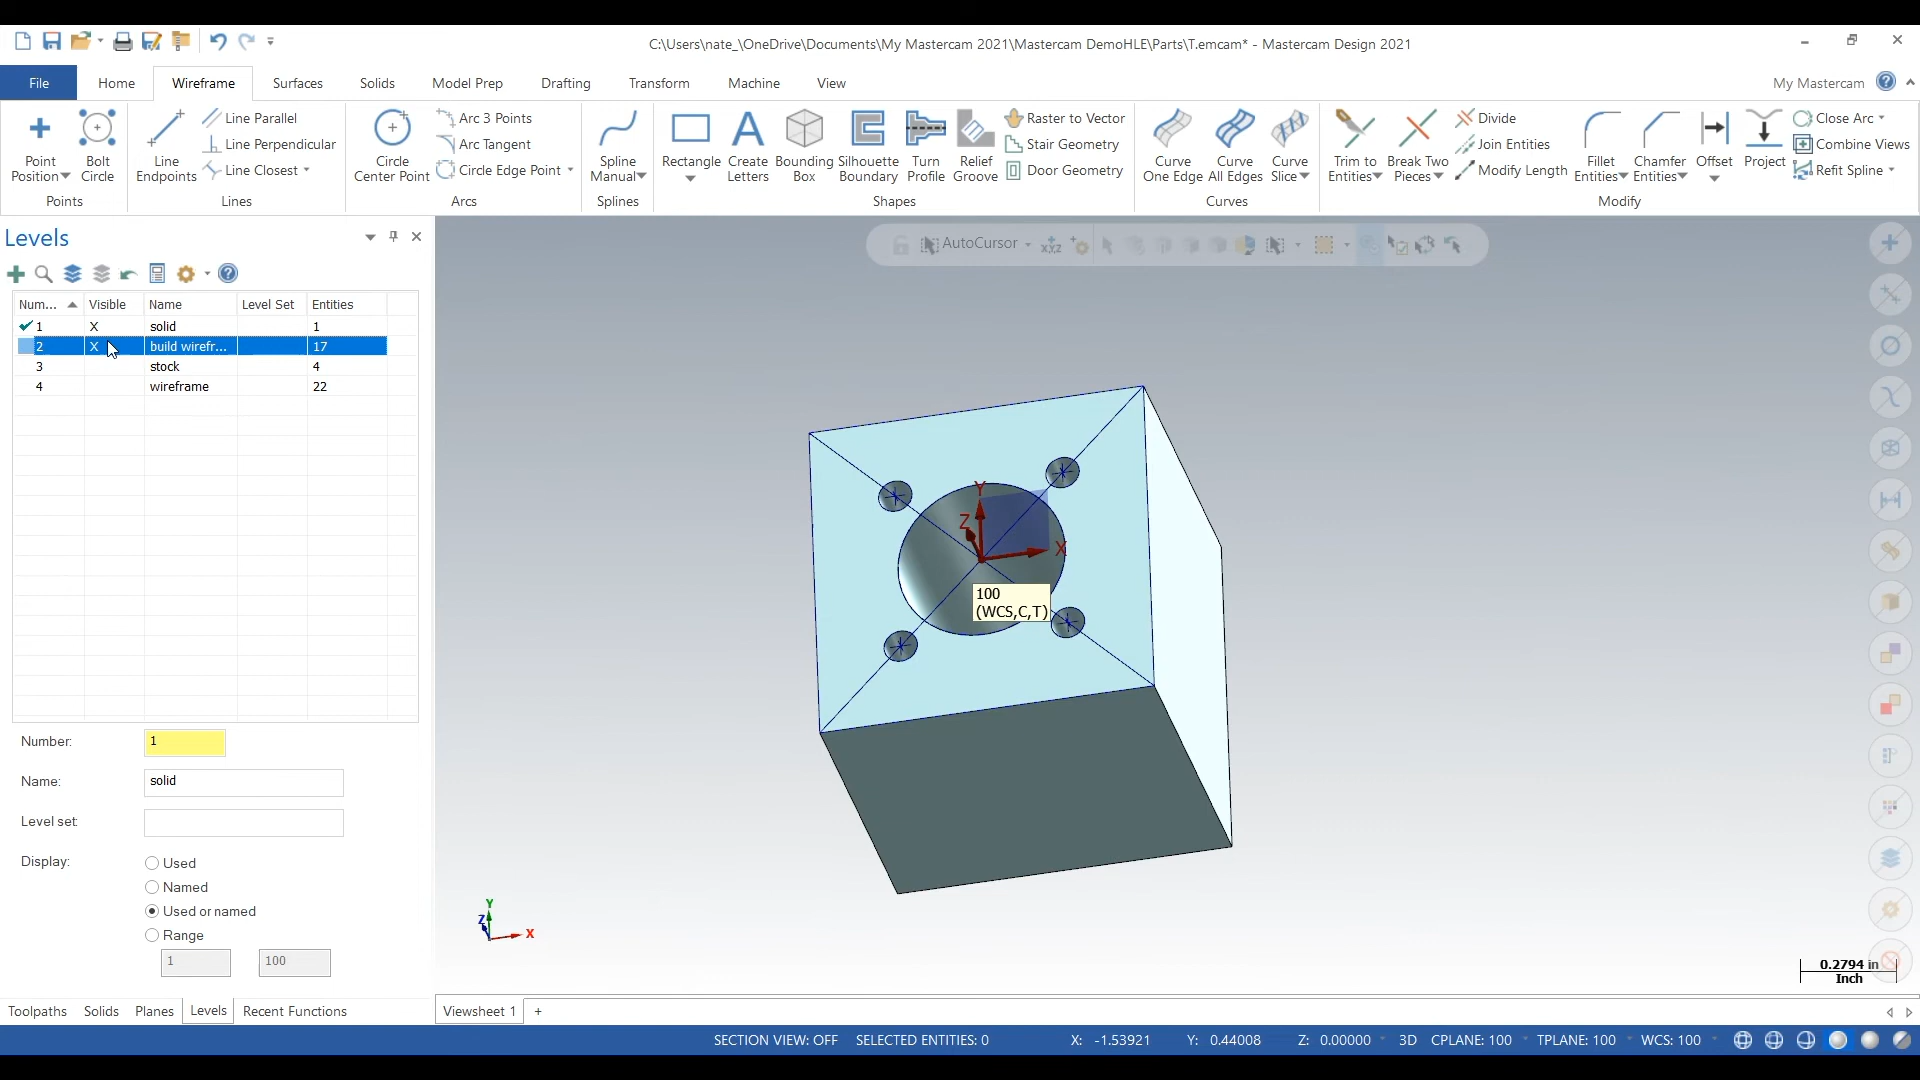 C:\Users\nate_\OneDrive\Documents\My Mastercam 2021\Mastercam DemoHLE\Parts\T.emcam* - Mastercam Design 2021
File Home Wireframe Surfaces Solids Model Prep Drafting Transform Machine View My Mastercam
Point Position
Bolt Circle
Points
Line Endpoints
Line Parallel
Line Perpendicular
Line Closest
Lines
Circle Center Point
Arc 3 Points
Arc Tangent
Circle Edge Point
Arcs
Spline Manual
Splines
Rectangle
Create Letters
Bounding Box
Silhouette Boundary
Turn Profile
Relief Groove
Raster to Vector
Stair Geometry
Door Geometry
Shapes
Curve One Edge
Curve All Edges
Curve Slice
Curves
Trim to Entities
Break Two Pieces
Divide
Join Entities
Modify Length
Fillet Entities
Chamfer Entities
Offset
Project
Close Arc
Combine Views
Refit Spline
Modify
Levels
AutoCursor
Num... Visible Name Level Set Entities
1 X solid 1
2 X build wirefr... 17
3 stock 4
4 wireframe 22
Number: 1
Name: solid
Level set:
Display: Used
Named
Used or named
Range
1 100
Y
Z
X
100
(WCS,C,T)
Y
Z
X
0.2794 in
Inch
Toolpaths Solids Planes Levels Recent Functions
Viewsheet 1 +
SECTION VIEW: OFF SELECTED ENTITIES: 0 X: -1.53921 Y: 0.44008 Z: 0.00000 3D CPLANE: 100 TPLANE: 100 WCS: 100